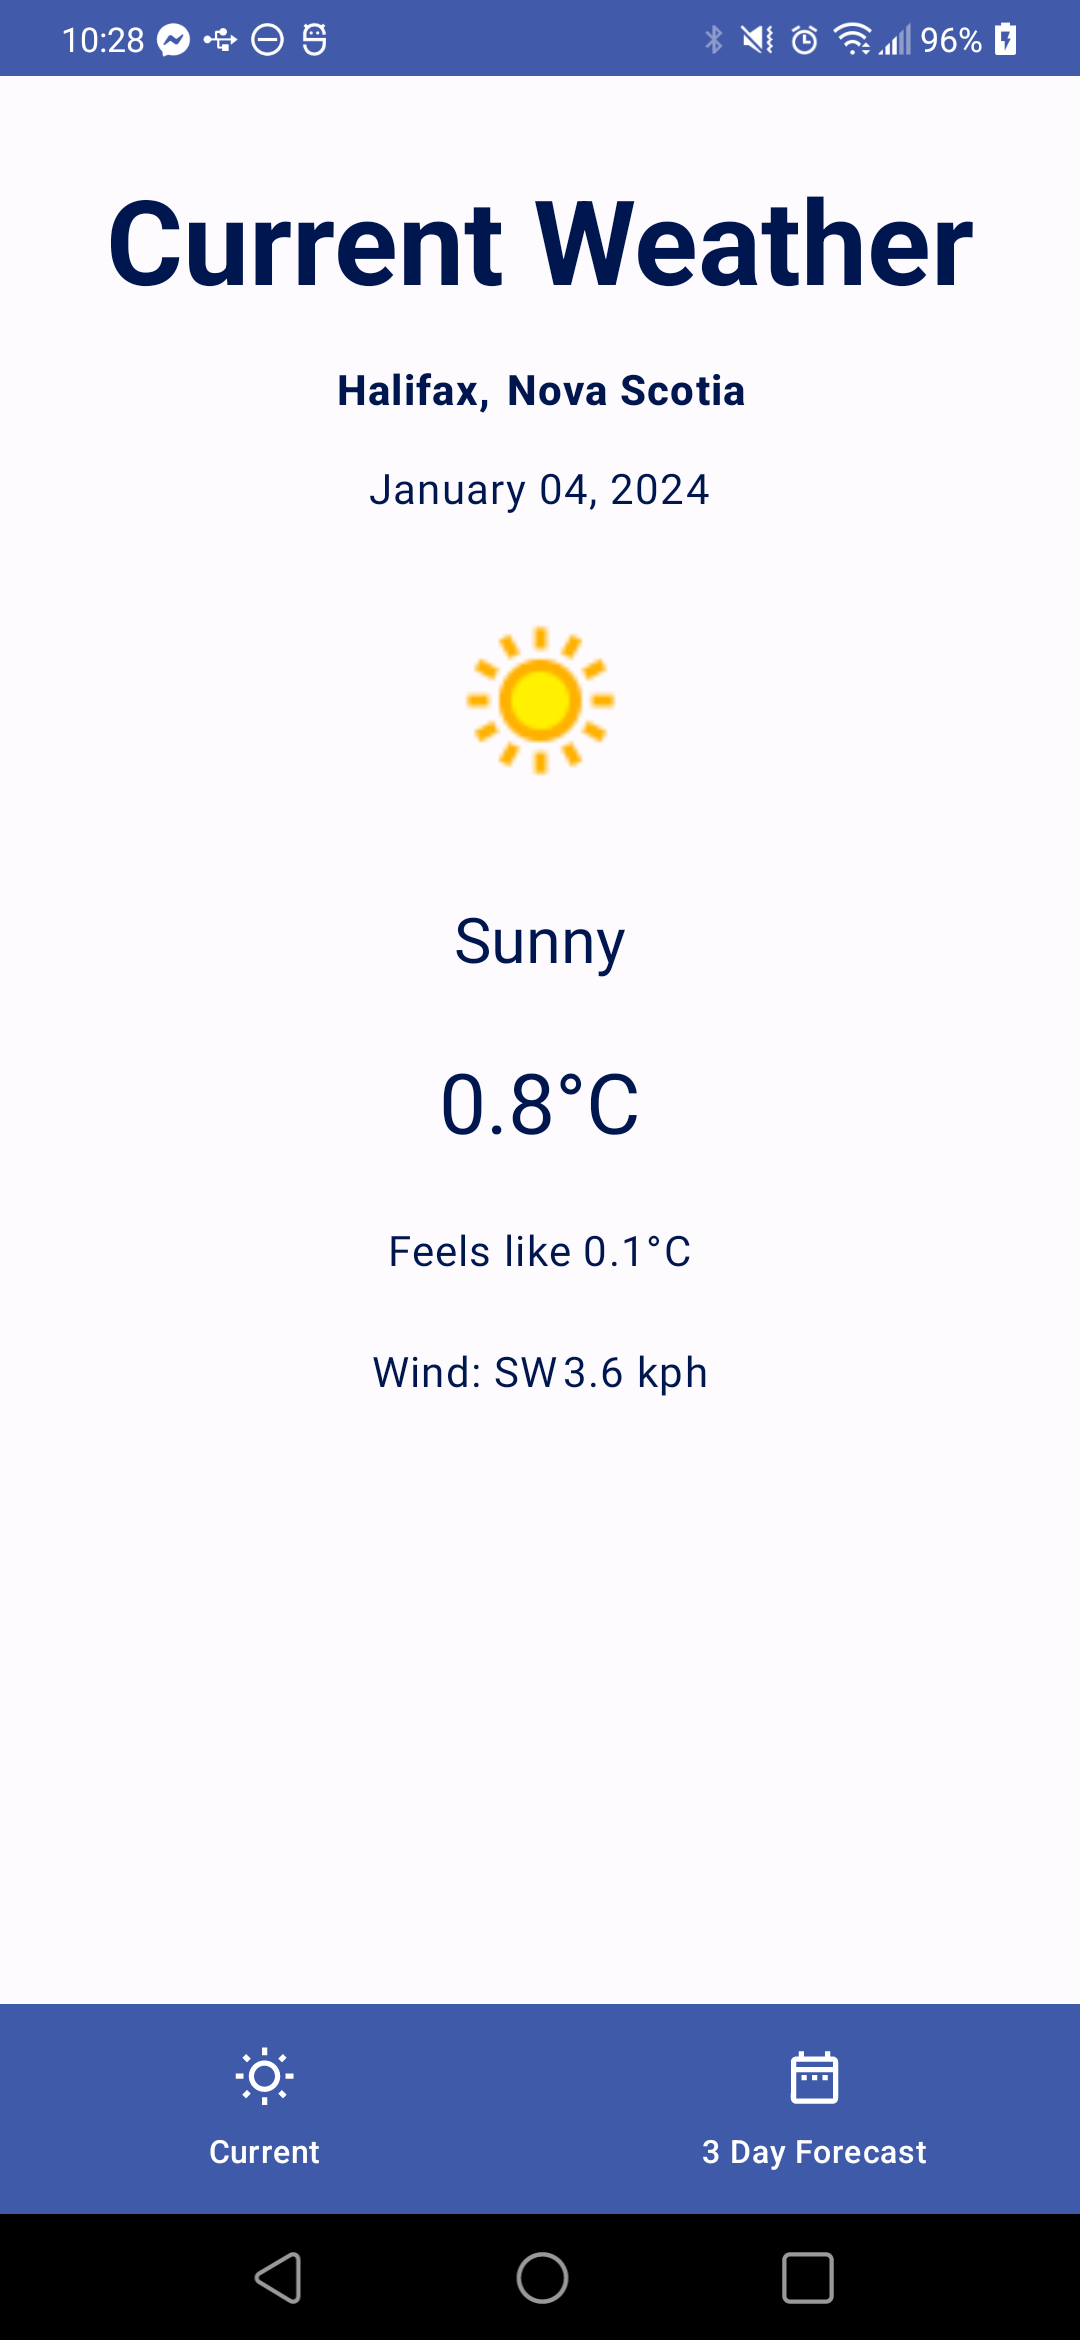 10:28 96%
Current Weather
Halifax, Nova Scotia
January 04, 2024
Sunny
0.8°C
Feels like 0.1°C
Wind: SW 3.6 kph
Current 3 Day Forecast